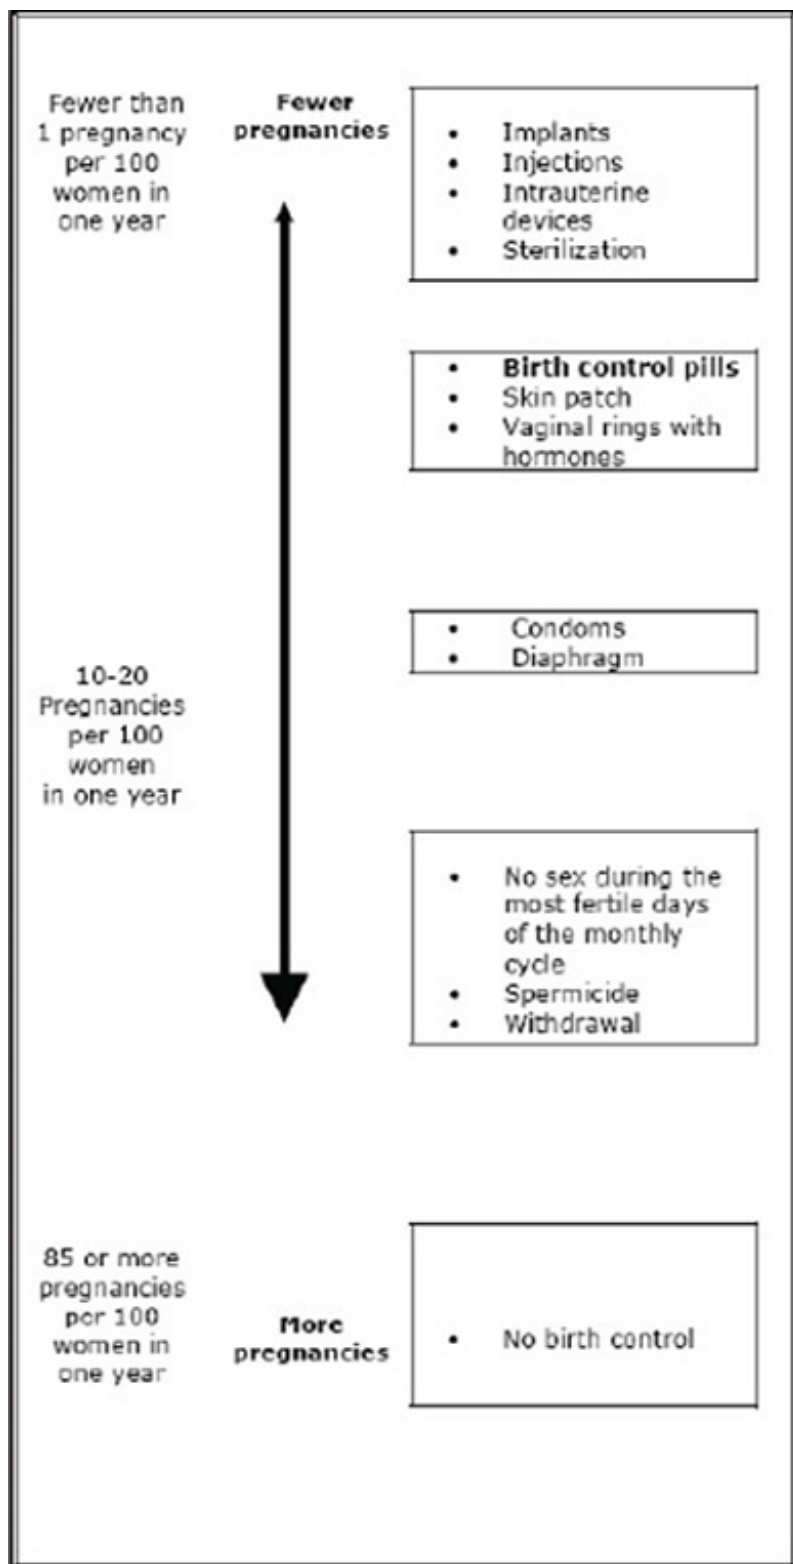 Fewer than
1 pregnancy
per 100
women in
one year
Fewer
pregnancies
• Implants
• Injections
• Intrauterine
devices
• Sterilization
• Birth control pills
• Skin patch
• Vaginal rings with
hormones
10-20
Pregnancies
per 100
women
in one year
• Condoms
• Diaphragm
• No sex during the
most fertile days
of the monthly
cycle
• Spermicide
• Withdrawal
85 or more
pregnancies
per 100
women in
one year
More
pregnancies
• No birth control